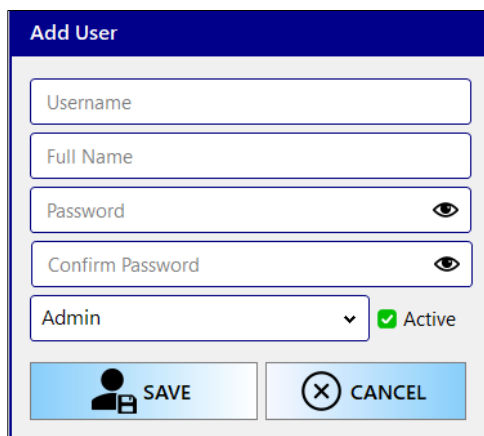 Add User
Username
Full Name
Password
Confirm Password
Admin Active
SAVE CANCEL